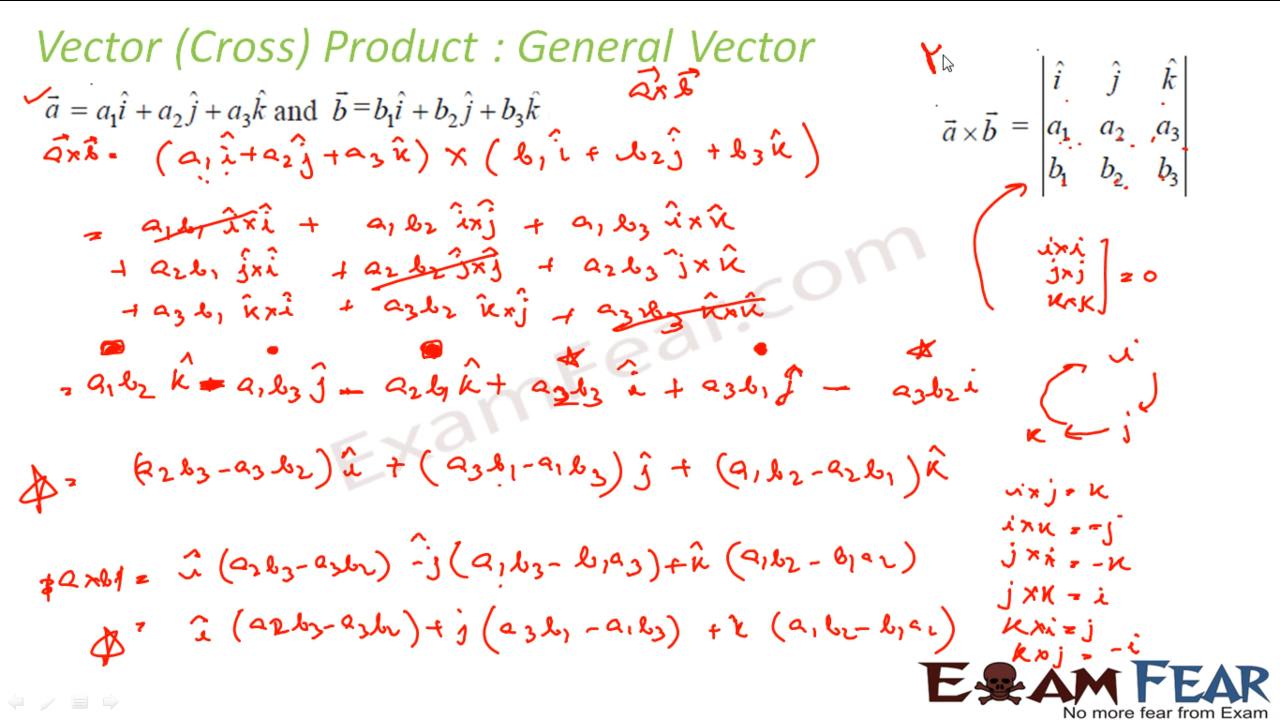 Vector (Cross) Product : General Vector
a⃗ = a₁î + a₂ĵ + a₃k̂ and b⃗ = b₁î + b₂ĵ + b₃k̂
a⃗×b⃗
a⃗×b⃗ = (a₁î + a₂ĵ + a₃k̂) × (b₁î + b₂ĵ + b₃k̂)
= a₁b₁ î×î + a₁b₂ î×ĵ + a₁b₃ î×k̂
+ a₂b₁ ĵ×î + a₂b₂ ĵ×ĵ + a₂b₃ ĵ×k̂
+ a₃b₁ k̂×î + a₃b₂ k̂×ĵ + a₃b₃ k̂×k̂
= a₁b₂ k̂ - a₁b₃ ĵ - a₂b₁ k̂ + a₂b₃ î + a₃b₁ ĵ - a₃b₂ i
= (a₂b₃ - a₃b₂) î + (a₃b₁ - a₁b₃) ĵ + (a₁b₂ - a₂b₁) k̂
a×b = î (a₂b₃ - a₃b₂) - ĵ (a₁b₃ - b₁a₃) + k̂ (a₁b₂ - b₁a₂)
= î (a₂b₃ - a₃b₂) + j (a₃b₁ - a₁b₃) + k (a₁b₂ - b₁a₂)
a⃗×b⃗ =
î ĵ k̂
a₁ a₂ a₃
b₁ b₂ b₃
i×i
j×j = 0
k×k
i
k j
i×j = k
i×k = -j
j×i = -k
j×k = i
k×i = j
k×j = -i
ExamFear.com
EXAM FEAR
No more fear from Exam